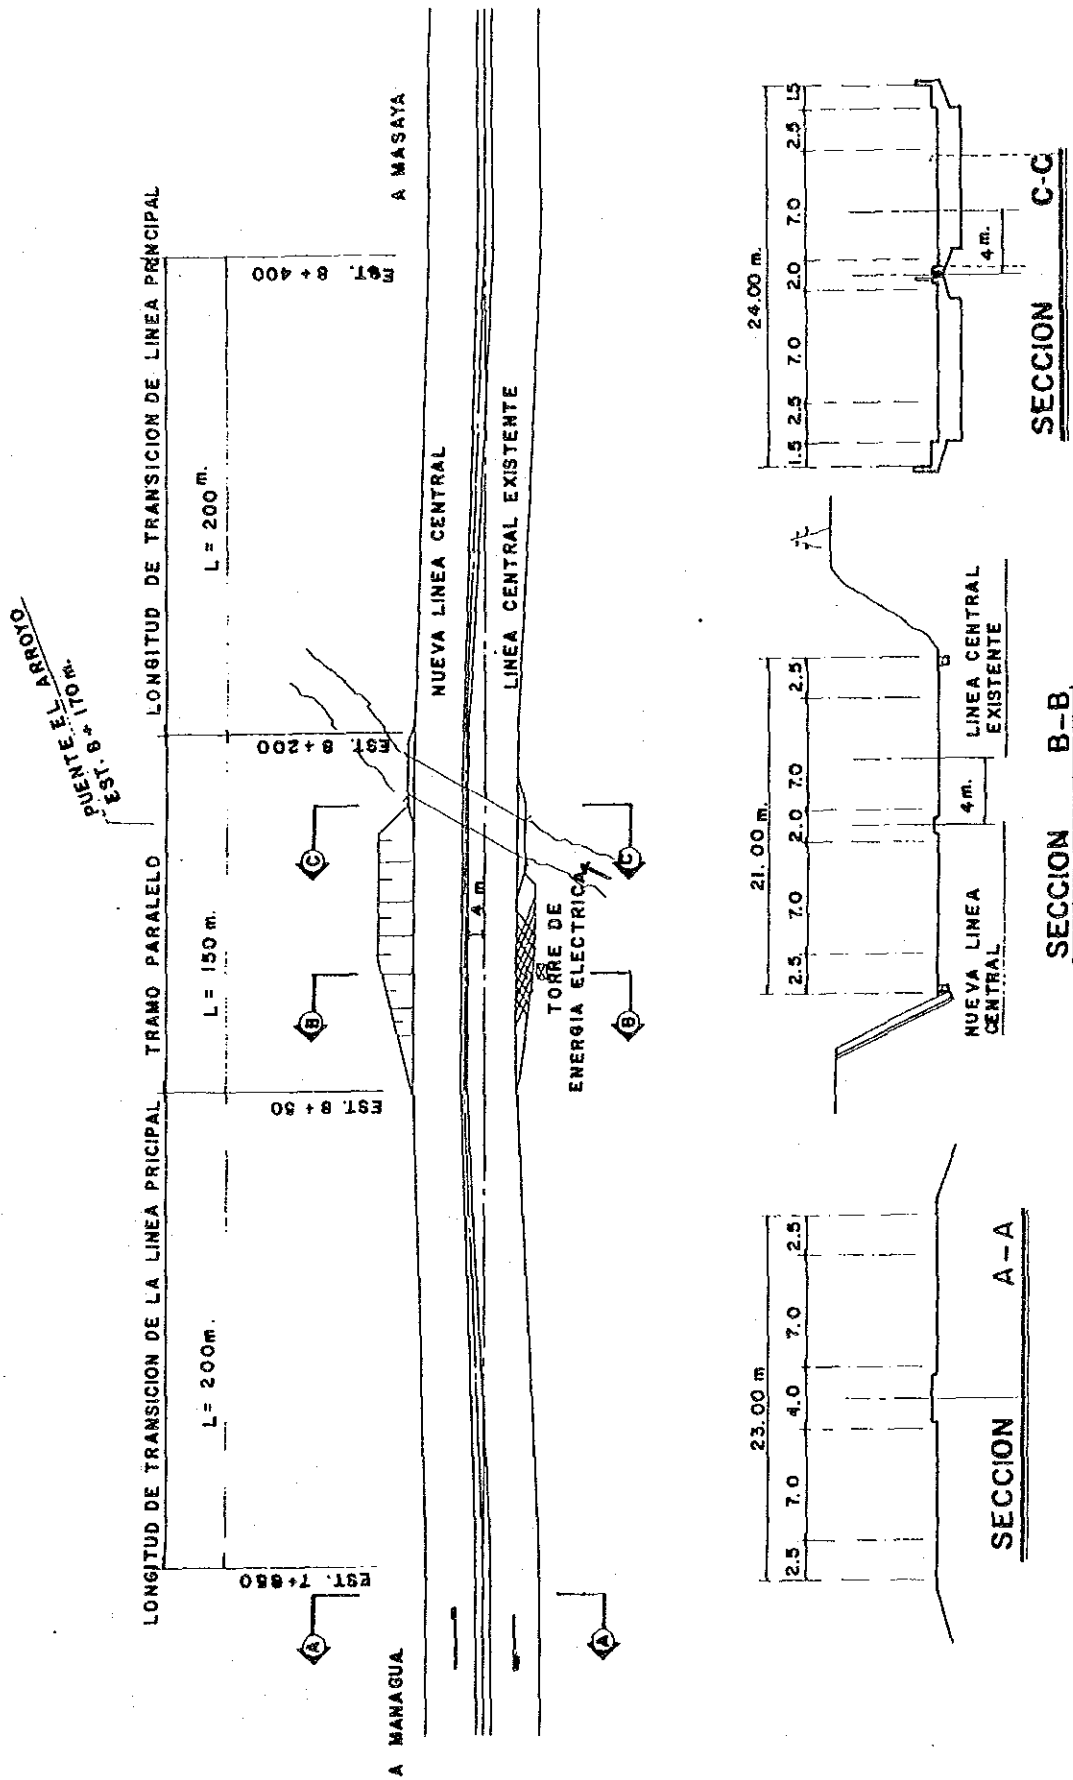 PUENTE EL ARROYO
EST. 8+170m.
LONGITUD DE TRANSICION DE LA LINEA PRICIPAL
TRAMO PARALELO
LONGITUD DE TRANSICION DE LINEA PRINCIPAL
L= 200m.
L= 150m.
L= 200m.
EST. 7+850
EST. 8+50
EST. 8+200
EST. 8+400
A
B
C
A MANAGUA
A MASAYA
NUEVA LINEA CENTRAL
4 m
LINEA CENTRAL EXISTENTE
TORRE DE
ENERGIA ELECTRICA
A
B
C
23.00 m
2.5 7.0 4.0 7.0 2.5
SECCION A-A
21.00 m.
2.5 7.0 2.0 7.0 2.5
4m.
NUEVA LINEA
CENTRAL
LINEA CENTRAL
EXISTENTE
SECCION B-B
24.00 m.
1.5 2.5 7.0 2.0 7.0 2.5 1.5
4m.
SECCION C-C